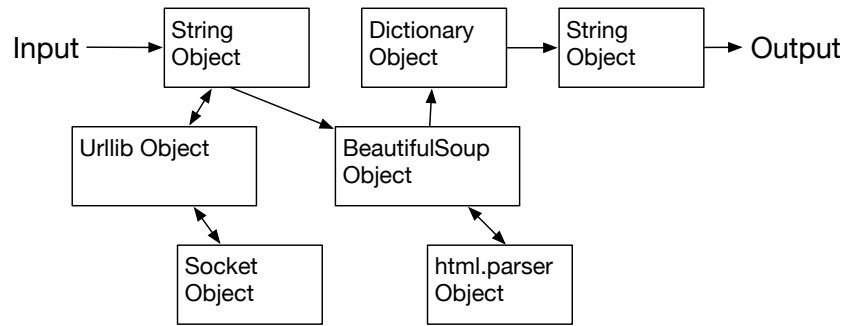 Input
String
Object
Dictionary
Object
String
Object
Output
Urllib Object
BeautifulSoup
Object
Socket
Object
html.parser
Object